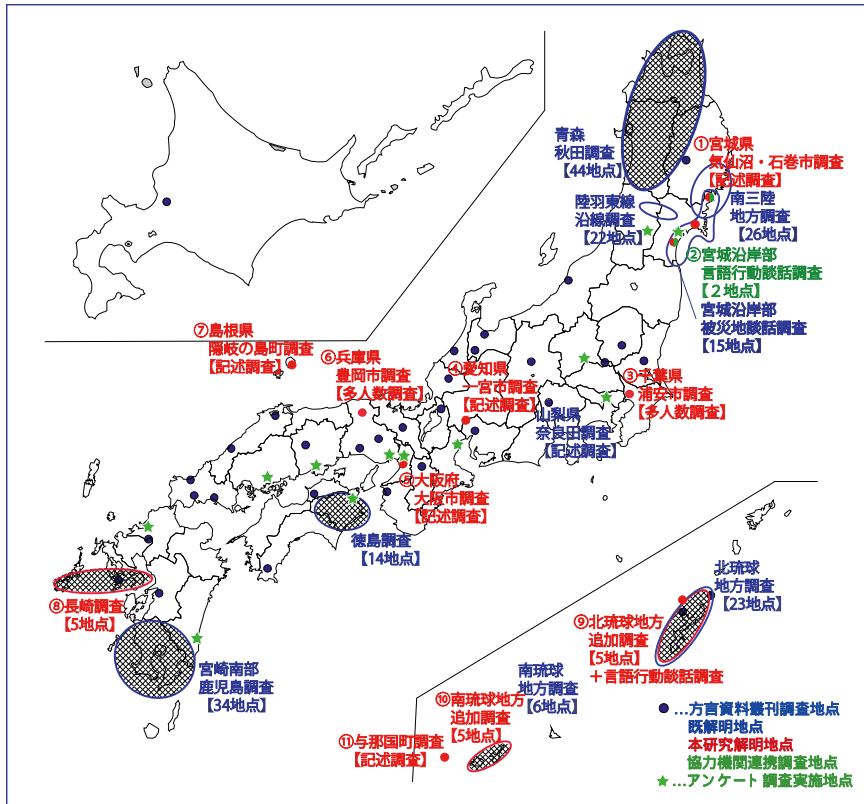 青森
秋田調査
【44地点】
①宮城県
気仙沼・石巻市調査
【記述調査】
陸羽東線
沿線調査
【22地点】
南三陸
地方調査
【26地点】
②宮城沿岸部
言語行動談話調査
【２地点】
宮城沿岸部
被災地談話調査
【15地点】
⑦島根県
隠岐の島町調査
【記述調査】
⑥兵庫県
豊岡市調査
【多人数調査】
④愛知県
一宮市調査
【記述調査】
③千葉県
浦安市調査
【多人数調査】
山梨県
奈良田調査
【記述調査】
⑤大阪府
大阪市調査
【記述調査】
徳島調査
【14地点】
⑧長崎調査
【5地点】
宮崎南部
鹿児島調査
【34地点】
北琉球
地方調査
【23地点】
⑨北琉球地方
追加調査
【5地点】
＋言語行動談話調査
南琉球
地方調査
【6地点】
⑩南琉球地方
追加調査
【5地点】
⑪与那国町調査
【記述調査】
●…方言資料叢刊調査地点
既解明地点
本研究解明地点
協力機関連携調査地点
★…アンケート調査実施地点